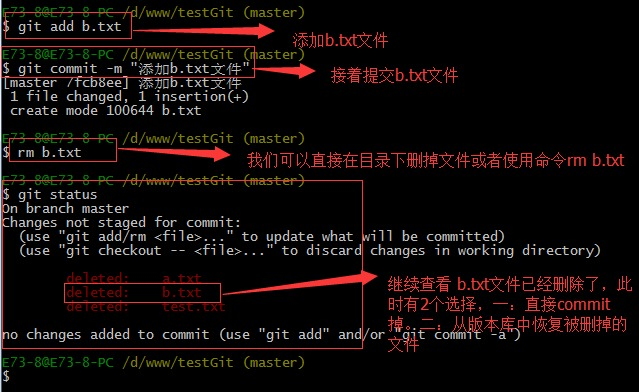 E73-8@E73-8-PC /d/www/testGit (master)
$ git add b.txt
添加b.txt文件
E73-8@E73-8-PC /d/www/testGit (master)
$ git commit -m "添加b.txt文件"
接着提交b.txt文件
[master 7fcb8ee] 添加b.txt文件
1 file changed, 1 insertion(+)
create mode 100644 b.txt
E73-8@E73-8-PC /d/www/testGit (master)
$ rm b.txt
我们可以直接在目录下删掉文件或者使用命令rm b.txt
E73-8@E73-8-PC /d/www/testGit (master)
$ git status
On branch master
Changes not staged for commit:
(use "git add/rm <file>..." to update what will be committed)
(use "git checkout -- <file>..." to discard changes in working directory)
deleted: a.txt
deleted: b.txt
deleted: test.txt
继续查看 b.txt文件已经删除了，此
时有2个选择，一：直接commit
掉。二：从版本库中恢复被删掉的
文件
no changes added to commit (use "git add" and/or "git commit -a")
E73-8@E73-8-PC /d/www/testGit (master)
$